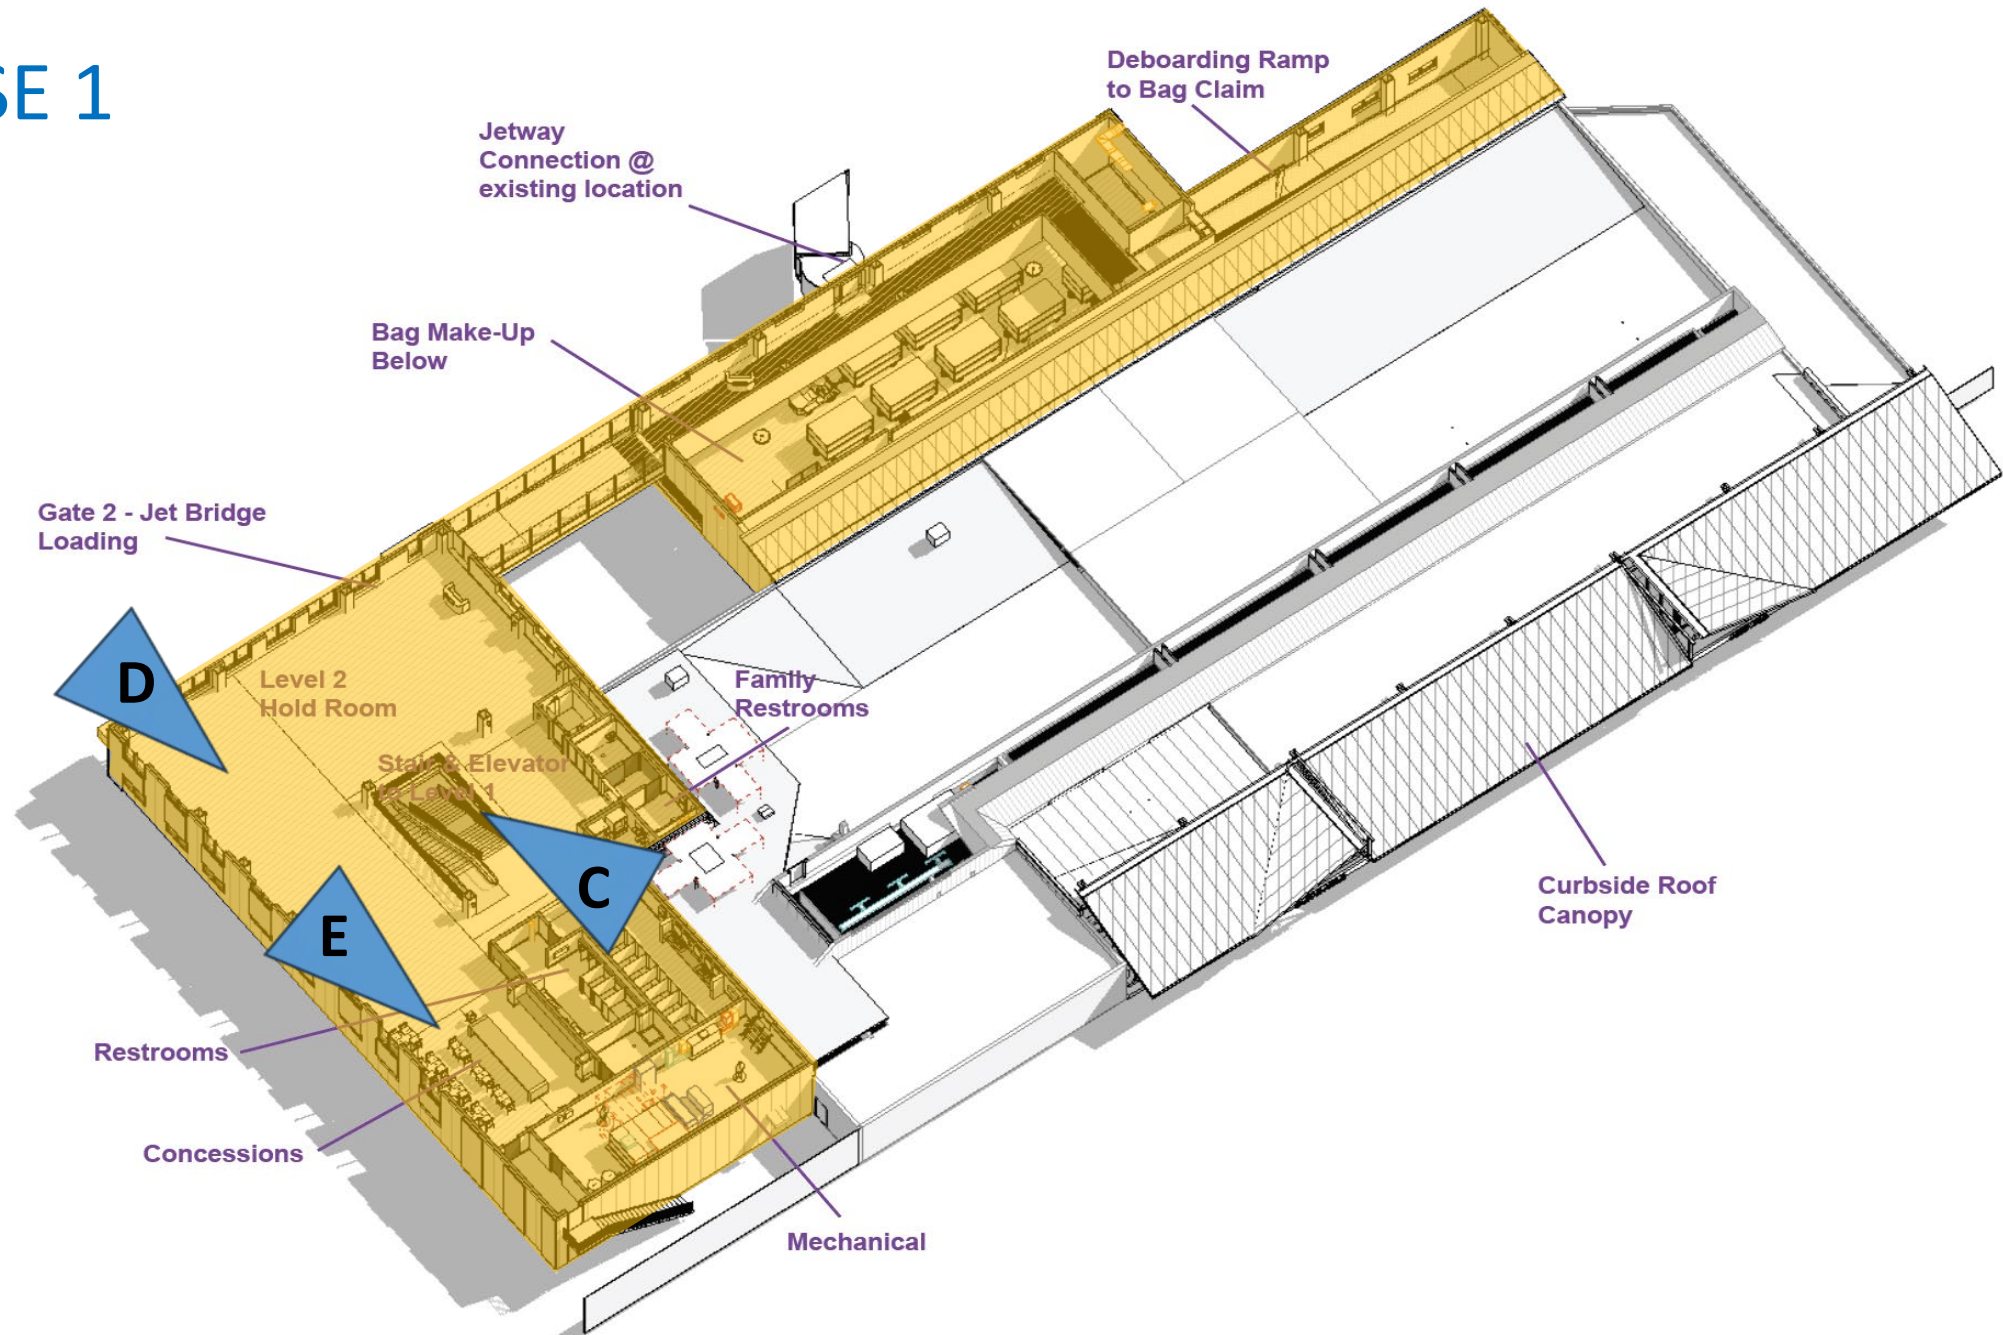 SE 1
Deboarding Ramp
to Bag Claim
Jetway
Connection @
existing location
Bag Make-Up
Below
Gate 2 - Jet Bridge
Loading
D
Level 2
Hold Room
Family
Restrooms
Stair & Elevator
to Level 1
C
E
Curbside Roof
Canopy
Restrooms
Concessions
Mechanical